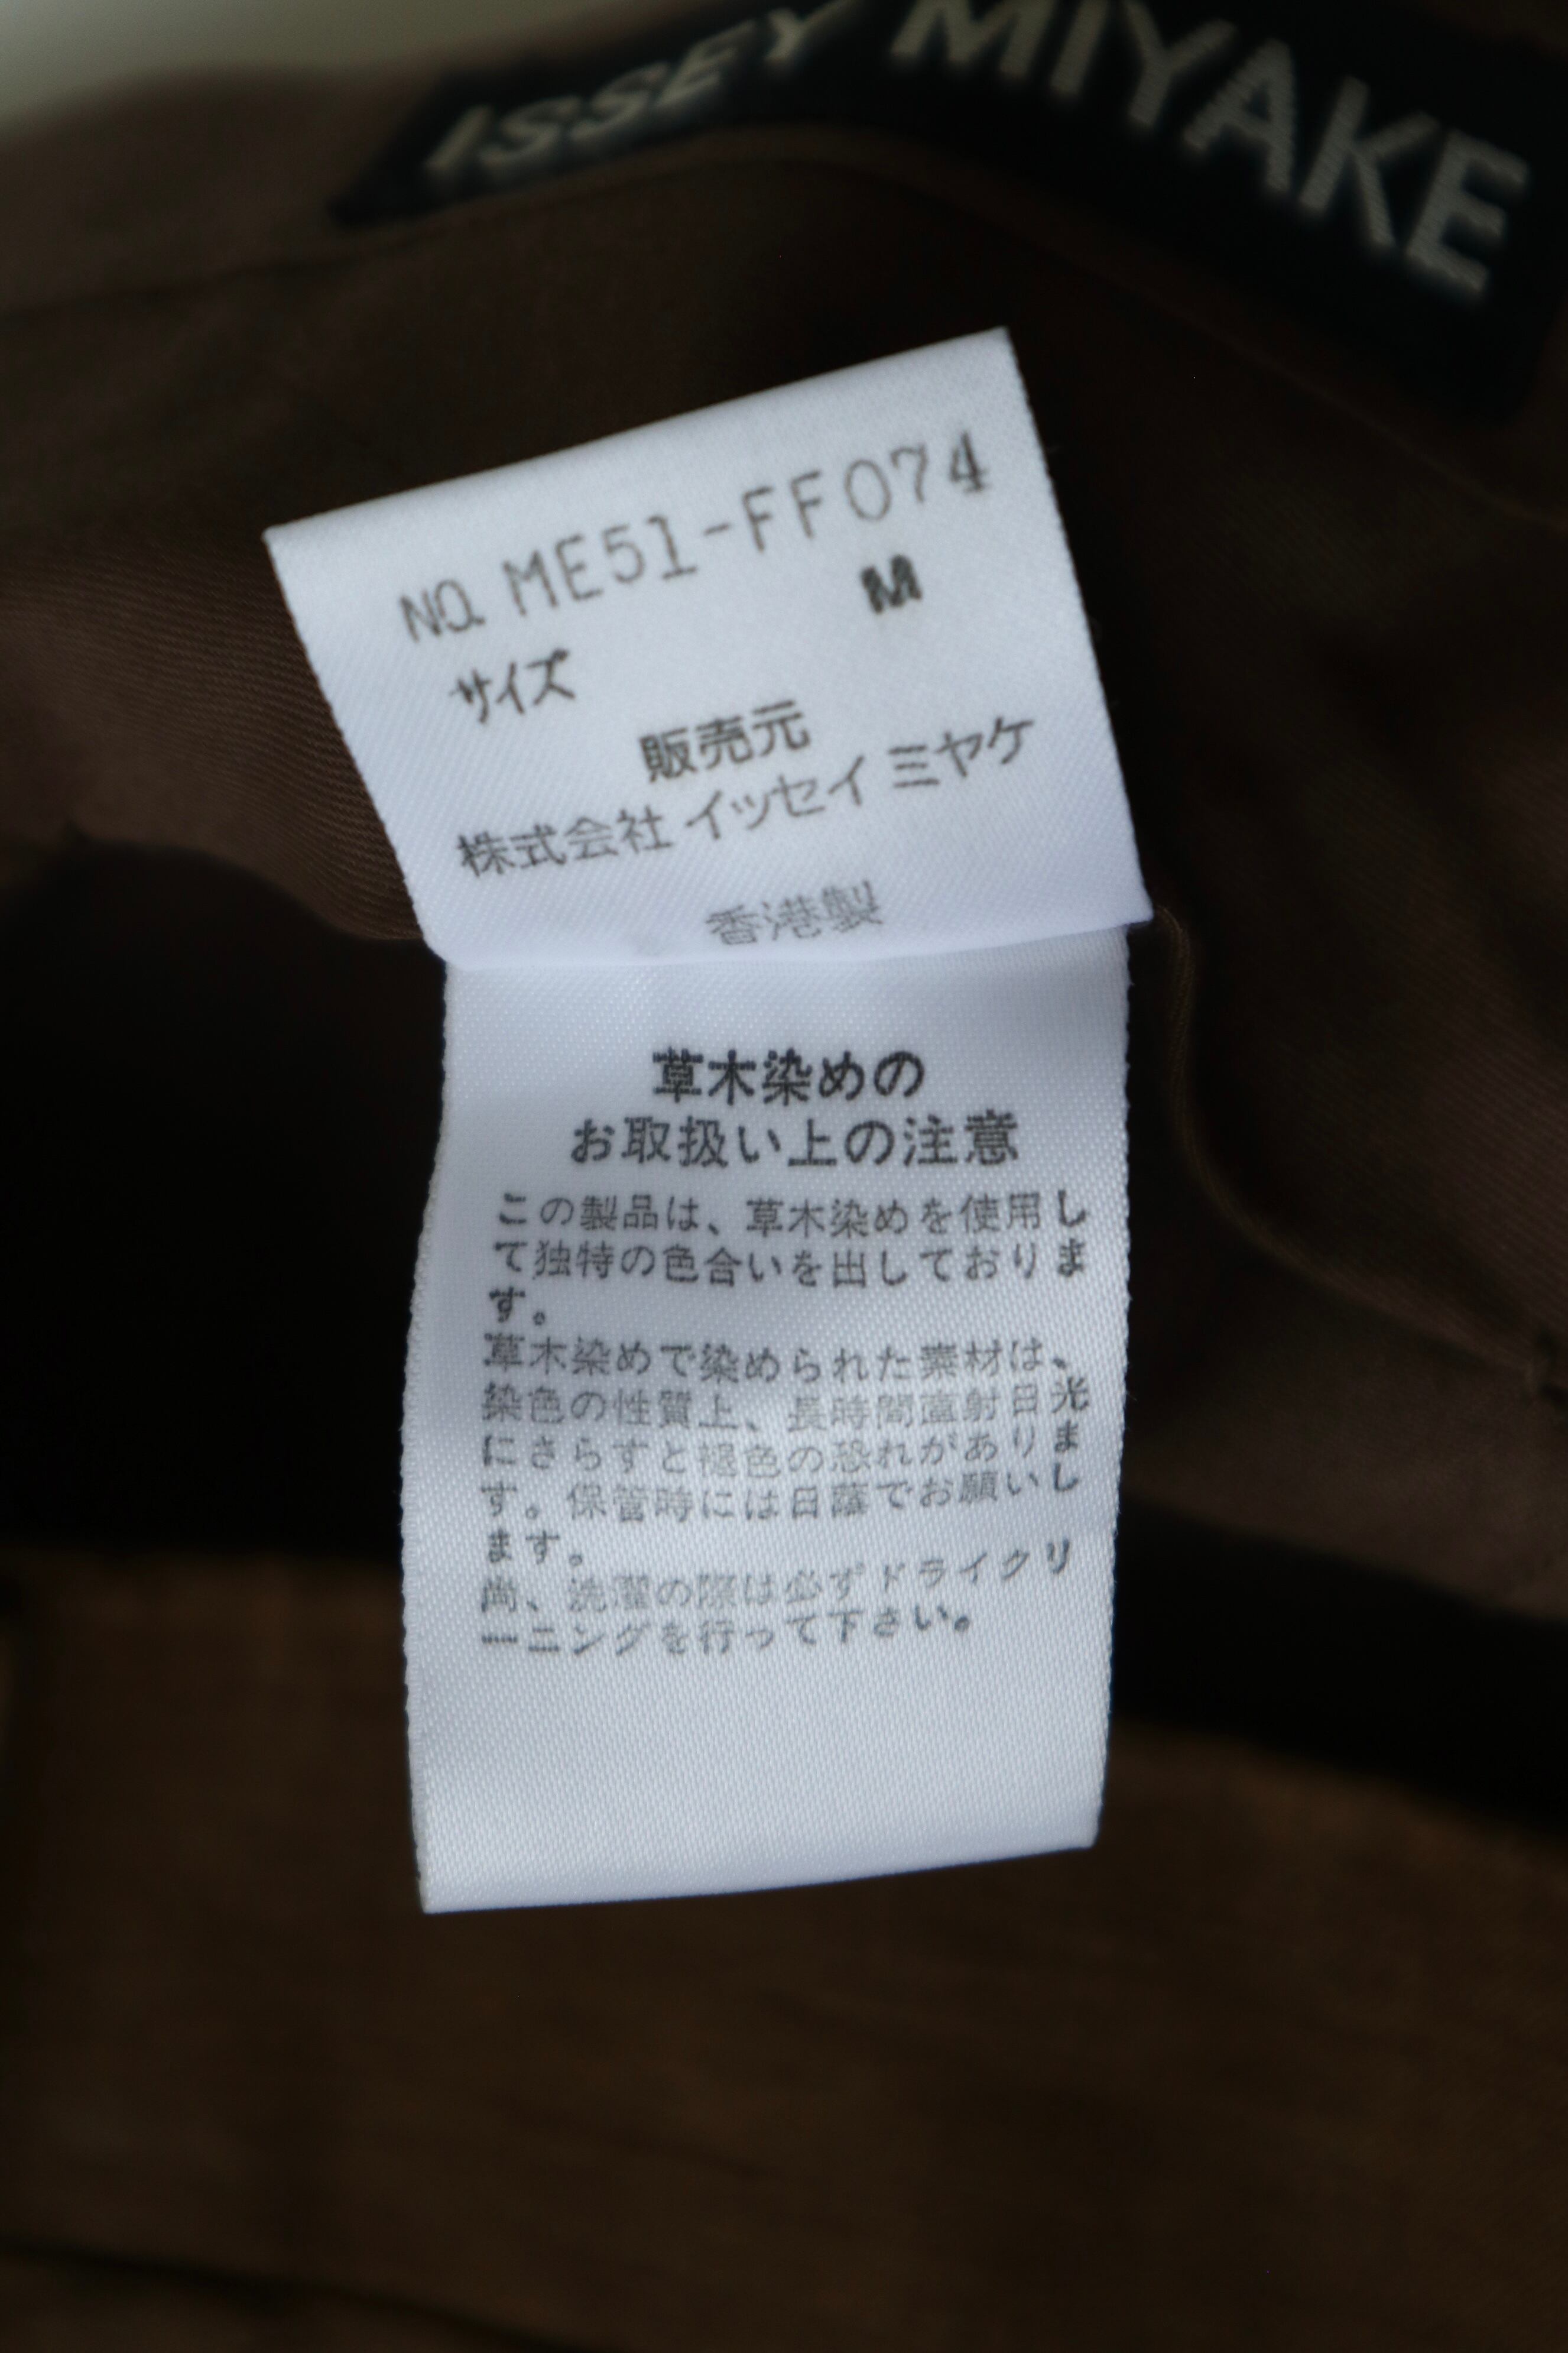 ISSEY MIYAKE
NO. ME51-FF074
サイズ M
販売元
株式会社 イッセイ ミヤケ
香港製
草木染めの
お取扱い上の注意
この製品は、草木染めを使用し
て独特の色合いを出しておりま
す。
草木染めで染められた素材は、
染色の性質上、長時間直射日光
にさらすと褪色の恐れがありま
す。保管時には日蔭でお願いし
ます。
尚、洗濯の際は必ずドライクリ
ーニングを行って下さい。